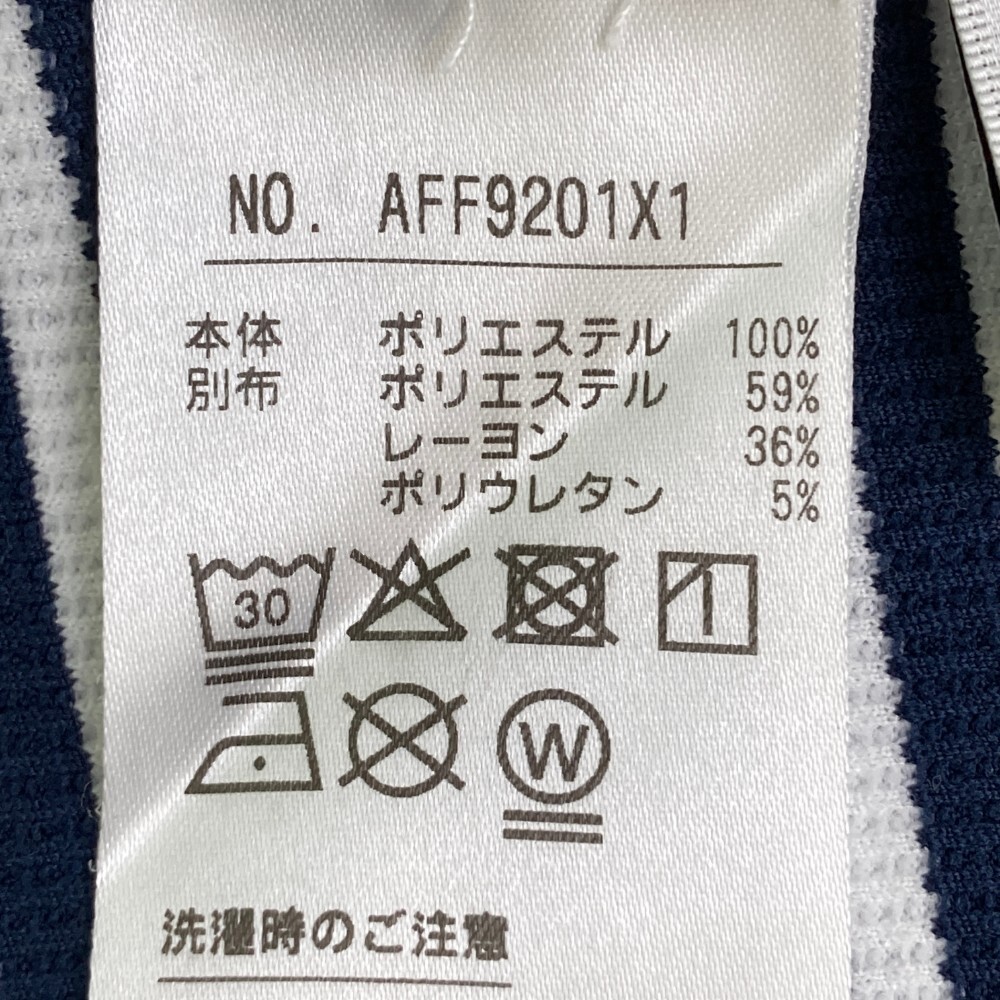 NO. AFF9201X1
本体 ポリエステル 100%
別布 ポリエステル 59%
レーヨン 36%
ポリウレタン 5%
30
W
洗濯時のご注意